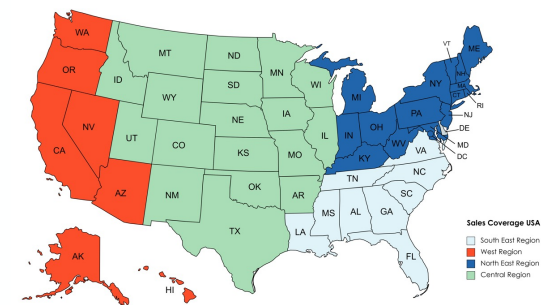 WA
OR
CA
NV
ID
MT
WY
UT
AZ
CO
NM
ND
SD
NE
KS
OK
TX
MN
IA
MO
AR
LA
WI
IL
MI
IN
OH
KY
TN
MS
AL
GA
FL
SC
NC
VA
WV
PA
NY
VT
NH
ME
MA
CT
RI
NJ
DE
MD
DC
AK
HI
Sales Coverage USA
South East Region
West Region
North East Region
Central Region